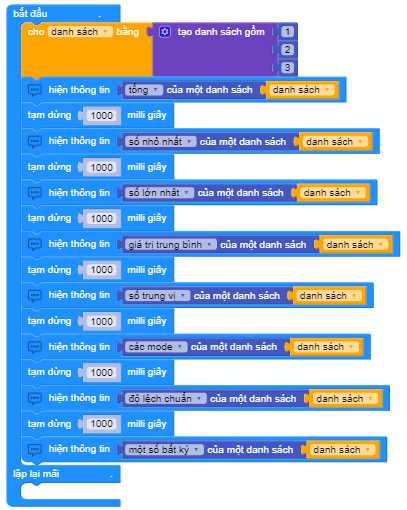 bắt đầu
cho danh sách bằng tạo danh sách gồm 1
2
3
hiện thông tin tổng của một danh sách danh sách
tạm dừng 1000 milli giây
hiện thông tin số nhỏ nhất của một danh sách danh sách
tạm dừng 1000 milli giây
hiện thông tin số lớn nhât của một danh sách danh sách
tạm dừng 1000 milli giây
hiện thông tin giá trị trung bình của một danh sách danh sách
tạm dừng 1000 milli giây
hiện thông tin số trung vị của một danh sách danh sách
tạm dừng 1000 milli giây
hiện thông tin các mode của một danh sách danh sách
tạm dừng 1000 milli giây
hiện thông tin độ lệch chuẩn của một danh sách danh sách
tạm dừng 1000 milli giây
hiện thông tin một số bất kỳ của một danh sách danh sách
lặp lại mãi